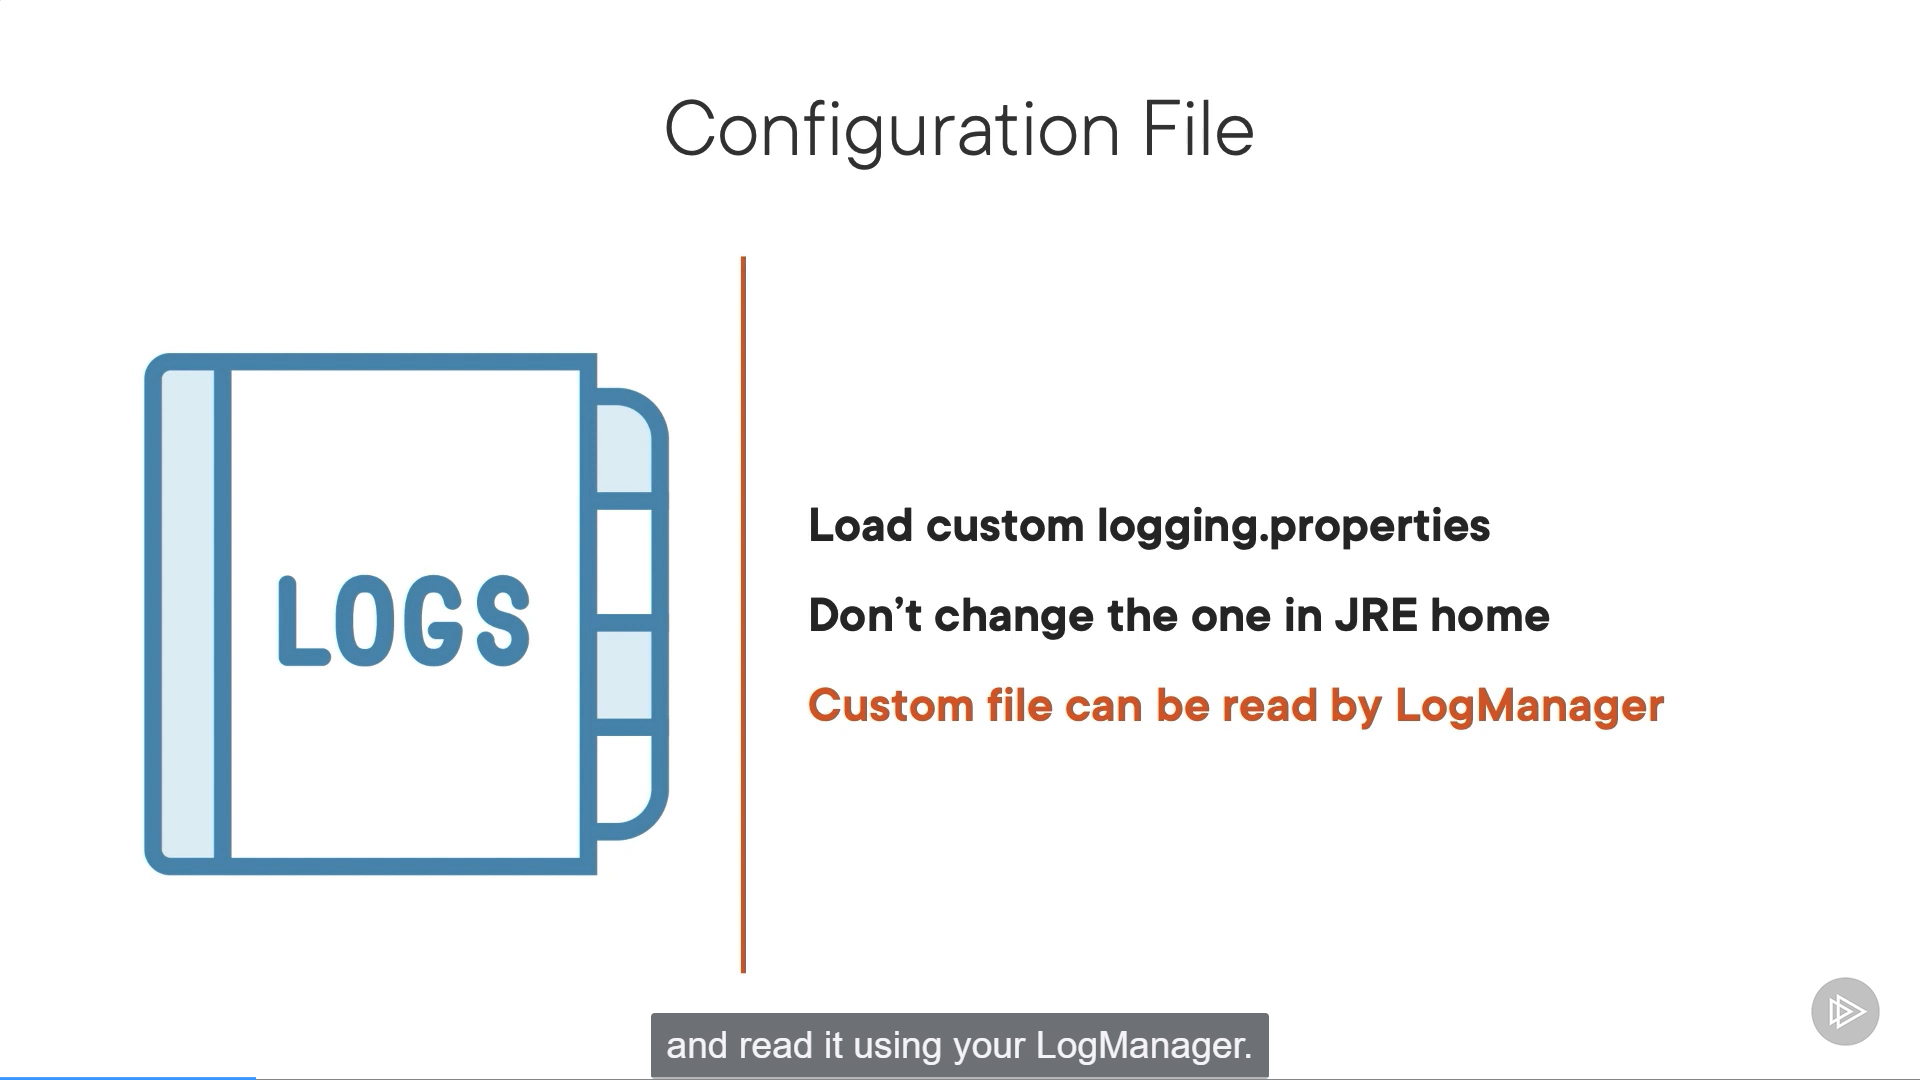 Configuration File
LOGS
Load custom logging.properties
Don’t change the one in JRE home
Custom file can be read by LogManager
and read it using your LogManager.